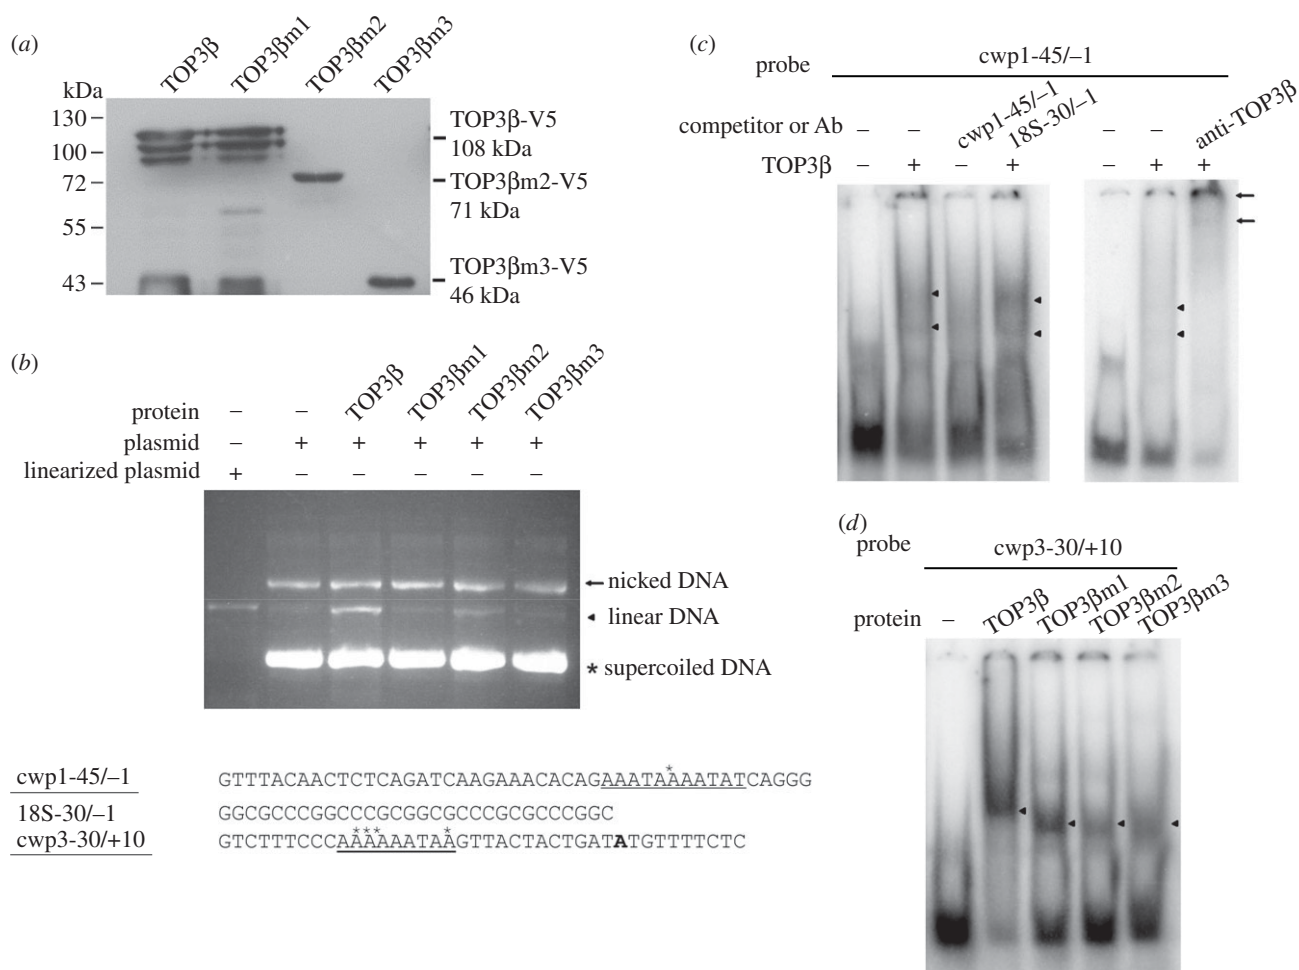 (a)
TOP3β TOP3βm1 TOP3βm2 TOP3βm3
kDa
130
100
72
55
43
TOP3β-V5
108 kDa
TOP3βm2-V5
71 kDa
TOP3βm3-V5
46 kDa
(b)
protein – – TOP3β TOP3βm1 TOP3βm2 TOP3βm3
plasmid – + + + + +
linearized plasmid + – – – – –
nicked DNA
linear DNA
* supercoiled DNA
cwp1-45/–1 GTTTACAACTCTCAGATCAAGAAACACAGAAATAAAATATCAGGG
*
18S-30/–1 GGCGCCCGGCCCGCGGCGCCCGCGCCCGGC
cwp3-30/+10 GTCTTTCCCAAAAAATAAGTTACTACTGATATGTTTTCTC
*** *
(c)
probe cwp1-45/–1
competitor or Ab – – cwp1-45/–1 18S-30/–1 – – anti-TOP3β
TOP3β – + – + – + +
(d)
probe cwp3-30/+10
protein – TOP3β TOP3βm1 TOP3βm2 TOP3βm3